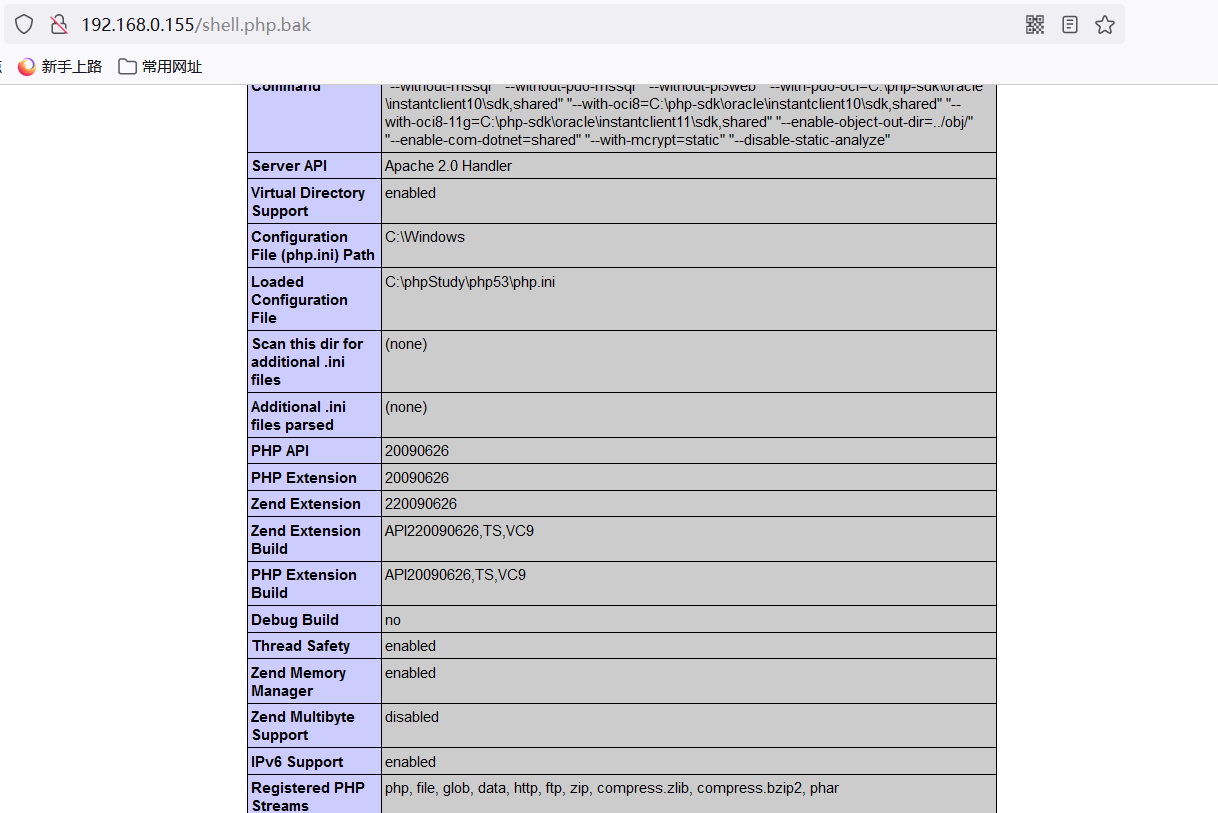 192.168.0.155/shell.php.bak
新手上路 常用网址
Command
"--without-mssql" "--without-pdo-mssql" "--without-pi3web" "--with-pdo-oci=C:\php-sdk\oracle
\instantclient10\sdk,shared" "--with-oci8=C:\php-sdk\oracle\instantclient10\sdk,shared" "--
with-oci8-11g=C:\php-sdk\oracle\instantclient11\sdk,shared" "--enable-object-out-dir=../obj/"
"--enable-com-dotnet=shared" "--with-mcrypt=static" "--disable-static-analyze"
Server API Apache 2.0 Handler
Virtual Directory
Support
enabled
Configuration
File (php.ini) Path
C:\Windows
Loaded
Configuration
File
C:\phpStudy\php53\php.ini
Scan this dir for
additional .ini
files
(none)
Additional .ini
files parsed
(none)
PHP API 20090626
PHP Extension 20090626
Zend Extension 220090626
Zend Extension
Build
API220090626,TS,VC9
PHP Extension
Build
API20090626,TS,VC9
Debug Build no
Thread Safety enabled
Zend Memory
Manager
enabled
Zend Multibyte
Support
disabled
IPv6 Support enabled
Registered PHP
Streams
php, file, glob, data, http, ftp, zip, compress.zlib, compress.bzip2, phar